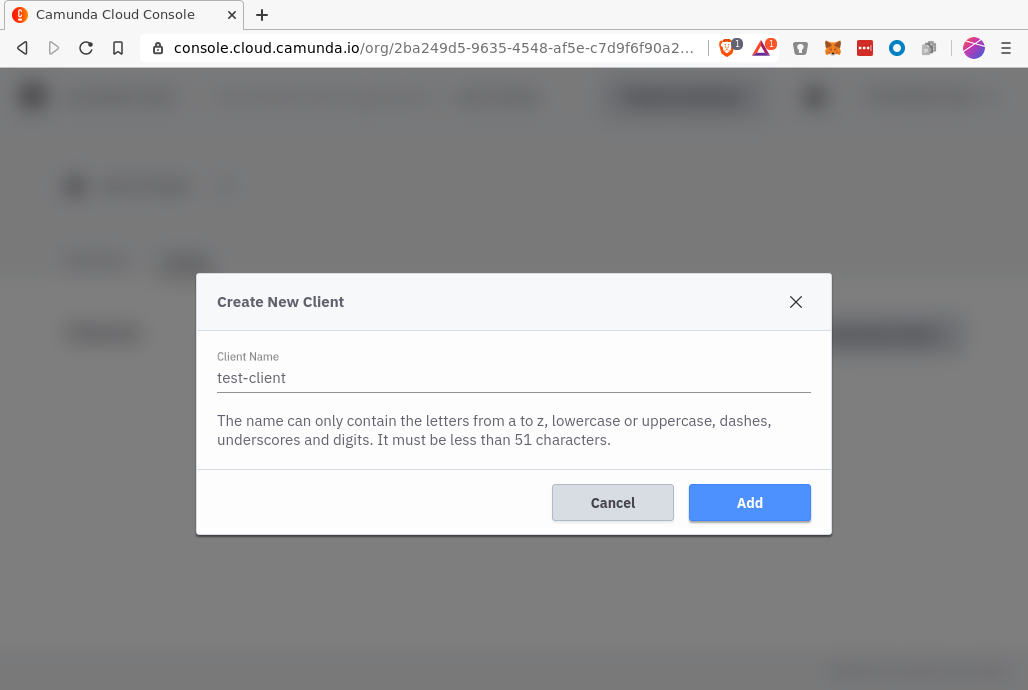 Camunda Cloud Console
console.cloud.camunda.io/org/2ba249d5-9635-4548-af5e-c7d9f6f90a2...
1
1
Create New Client
Client Name
test-client
The name can only contain the letters from a to z, lowercase or uppercase, dashes,
underscores and digits. It must be less than 51 characters.
Cancel
Add